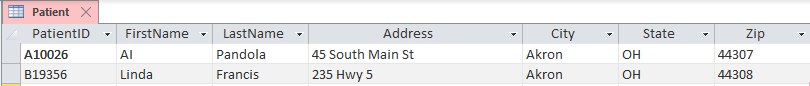 Patient
PatientID FirstName LastName Address City State Zip
A10026 AI Pandola 45 South Main St Akron OH 44307
B19356 Linda Francis 235 Hwy 5 Akron OH 44308